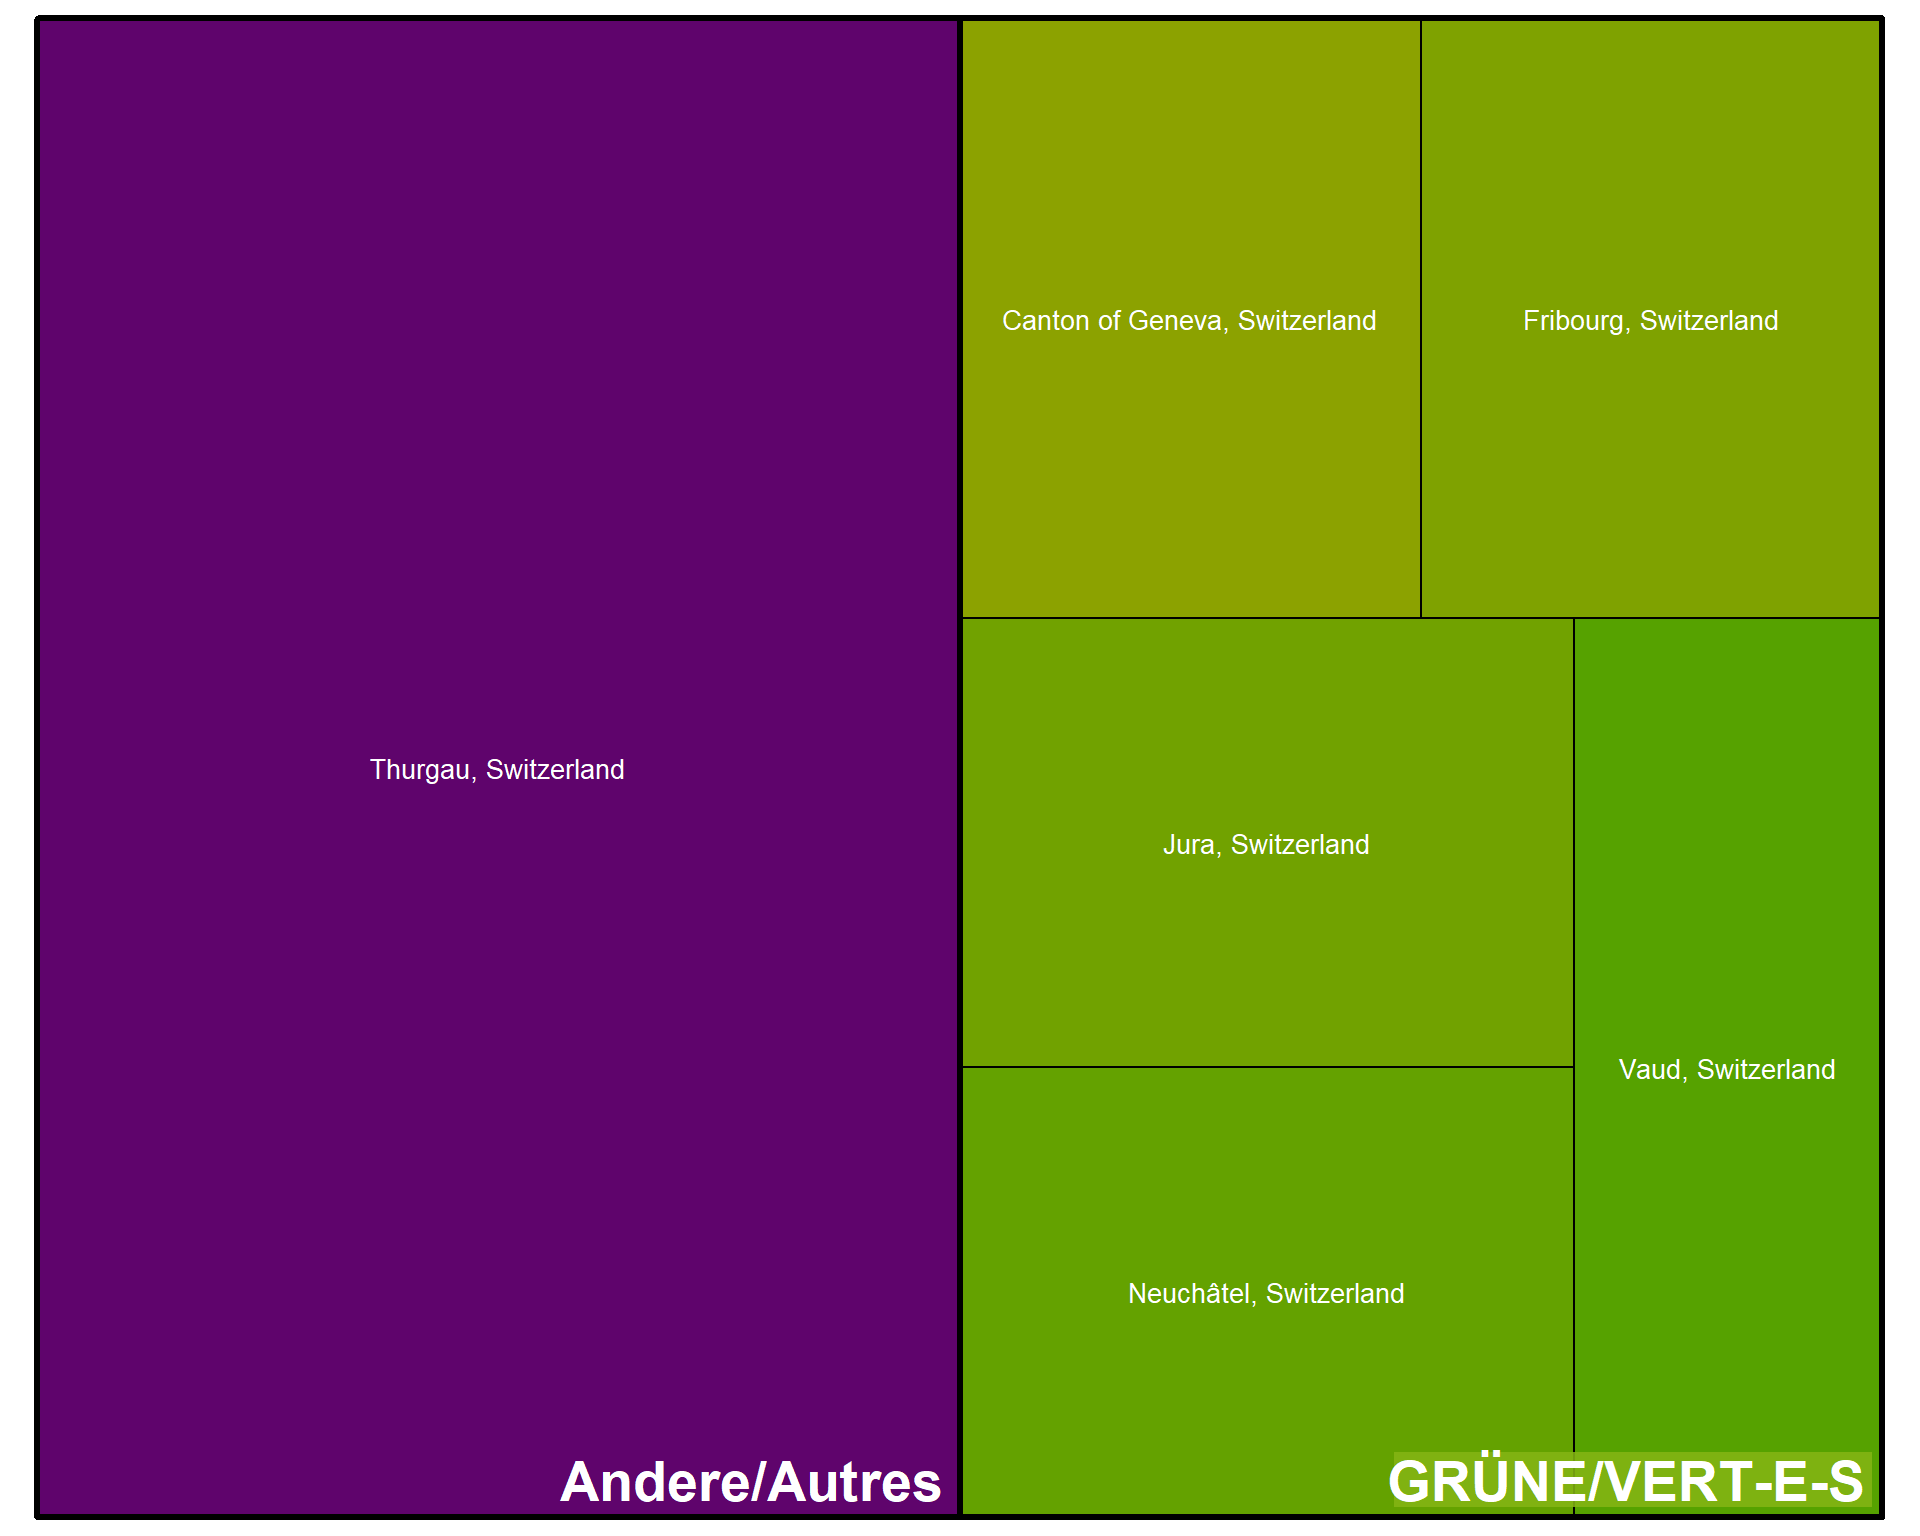 Thurgau, Switzerland
Andere/Autres
Canton of Geneva, Switzerland
Fribourg, Switzerland
Jura, Switzerland
Vaud, Switzerland
Neuchâtel, Switzerland
GRÜNE/VERT-E-S